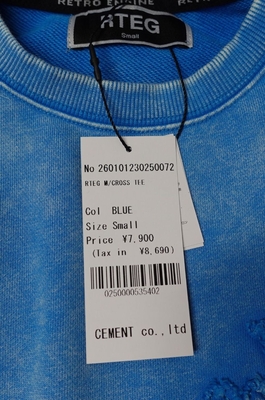 RETRO ENGINE
RTEG
Small
No 260101230250072
RTEG M/CROSS TEE
Col BLUE
Size Small
Price ¥7,900
(Tax in ¥8,690)
0250000535402
CEMENT co.,ltd